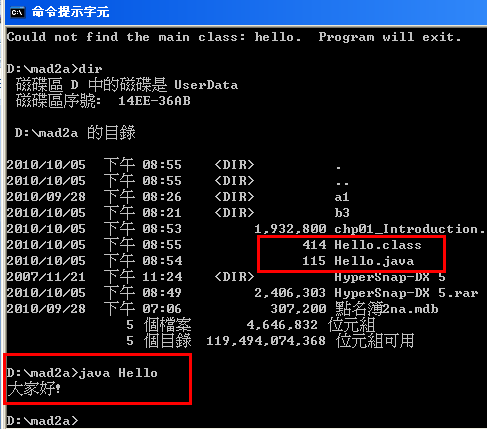 命令提示字元
Could not find the main class: hello.  Program will exit.
D:\mad2a>dir
磁碟區 D 中的磁碟是 UserData
磁碟區序號:  14EE-36AB
D:\mad2a 的目錄
2010/10/05  下午 08:55    <DIR>          .
2010/10/05  下午 08:55    <DIR>          ..
2010/09/28  下午 08:26    <DIR>          a1
2010/10/05  下午 08:21    <DIR>          b3
2010/10/05  下午 08:53         1,932,800 chp01_Introduction.
2010/10/05  下午 08:55               414 Hello.class
2010/10/05  下午 08:54               115 Hello.java
2007/11/21  下午 11:24    <DIR>          HyperSnap-DX 5
2010/10/05  下午 08:49         2,406,303 HyperSnap-DX 5.rar
2010/09/28  下午 07:06           307,200 點名簿2na.mdb
5 個檔案       4,646,832 位元組
5 個目錄  119,494,074,368 位元組可用
D:\mad2a>java Hello
大家好!
D:\mad2a>